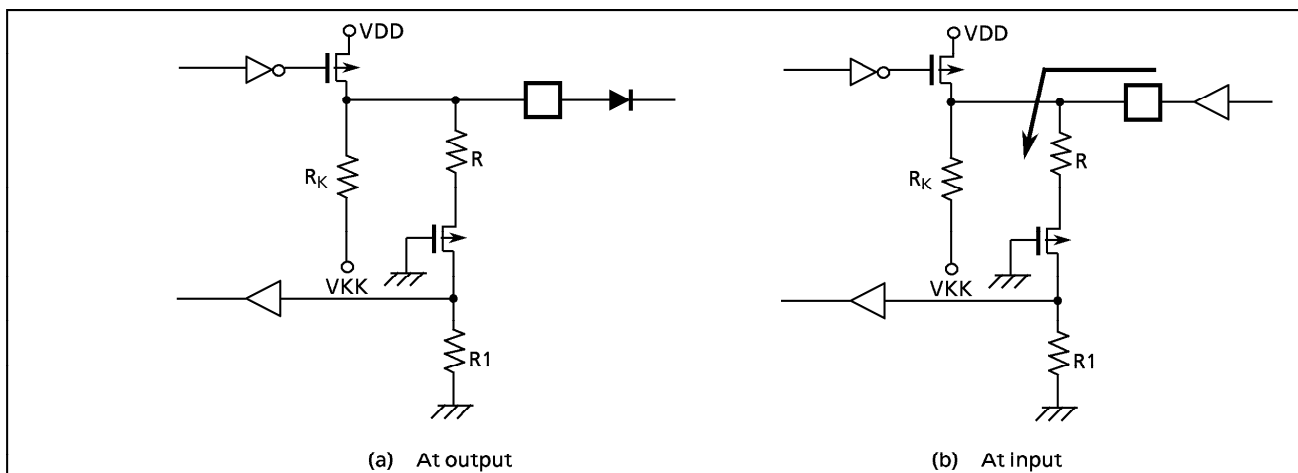 VDD
R
RK
VKK
R1
(a) At output
VDD
R
RK
VKK
R1
(b) At input